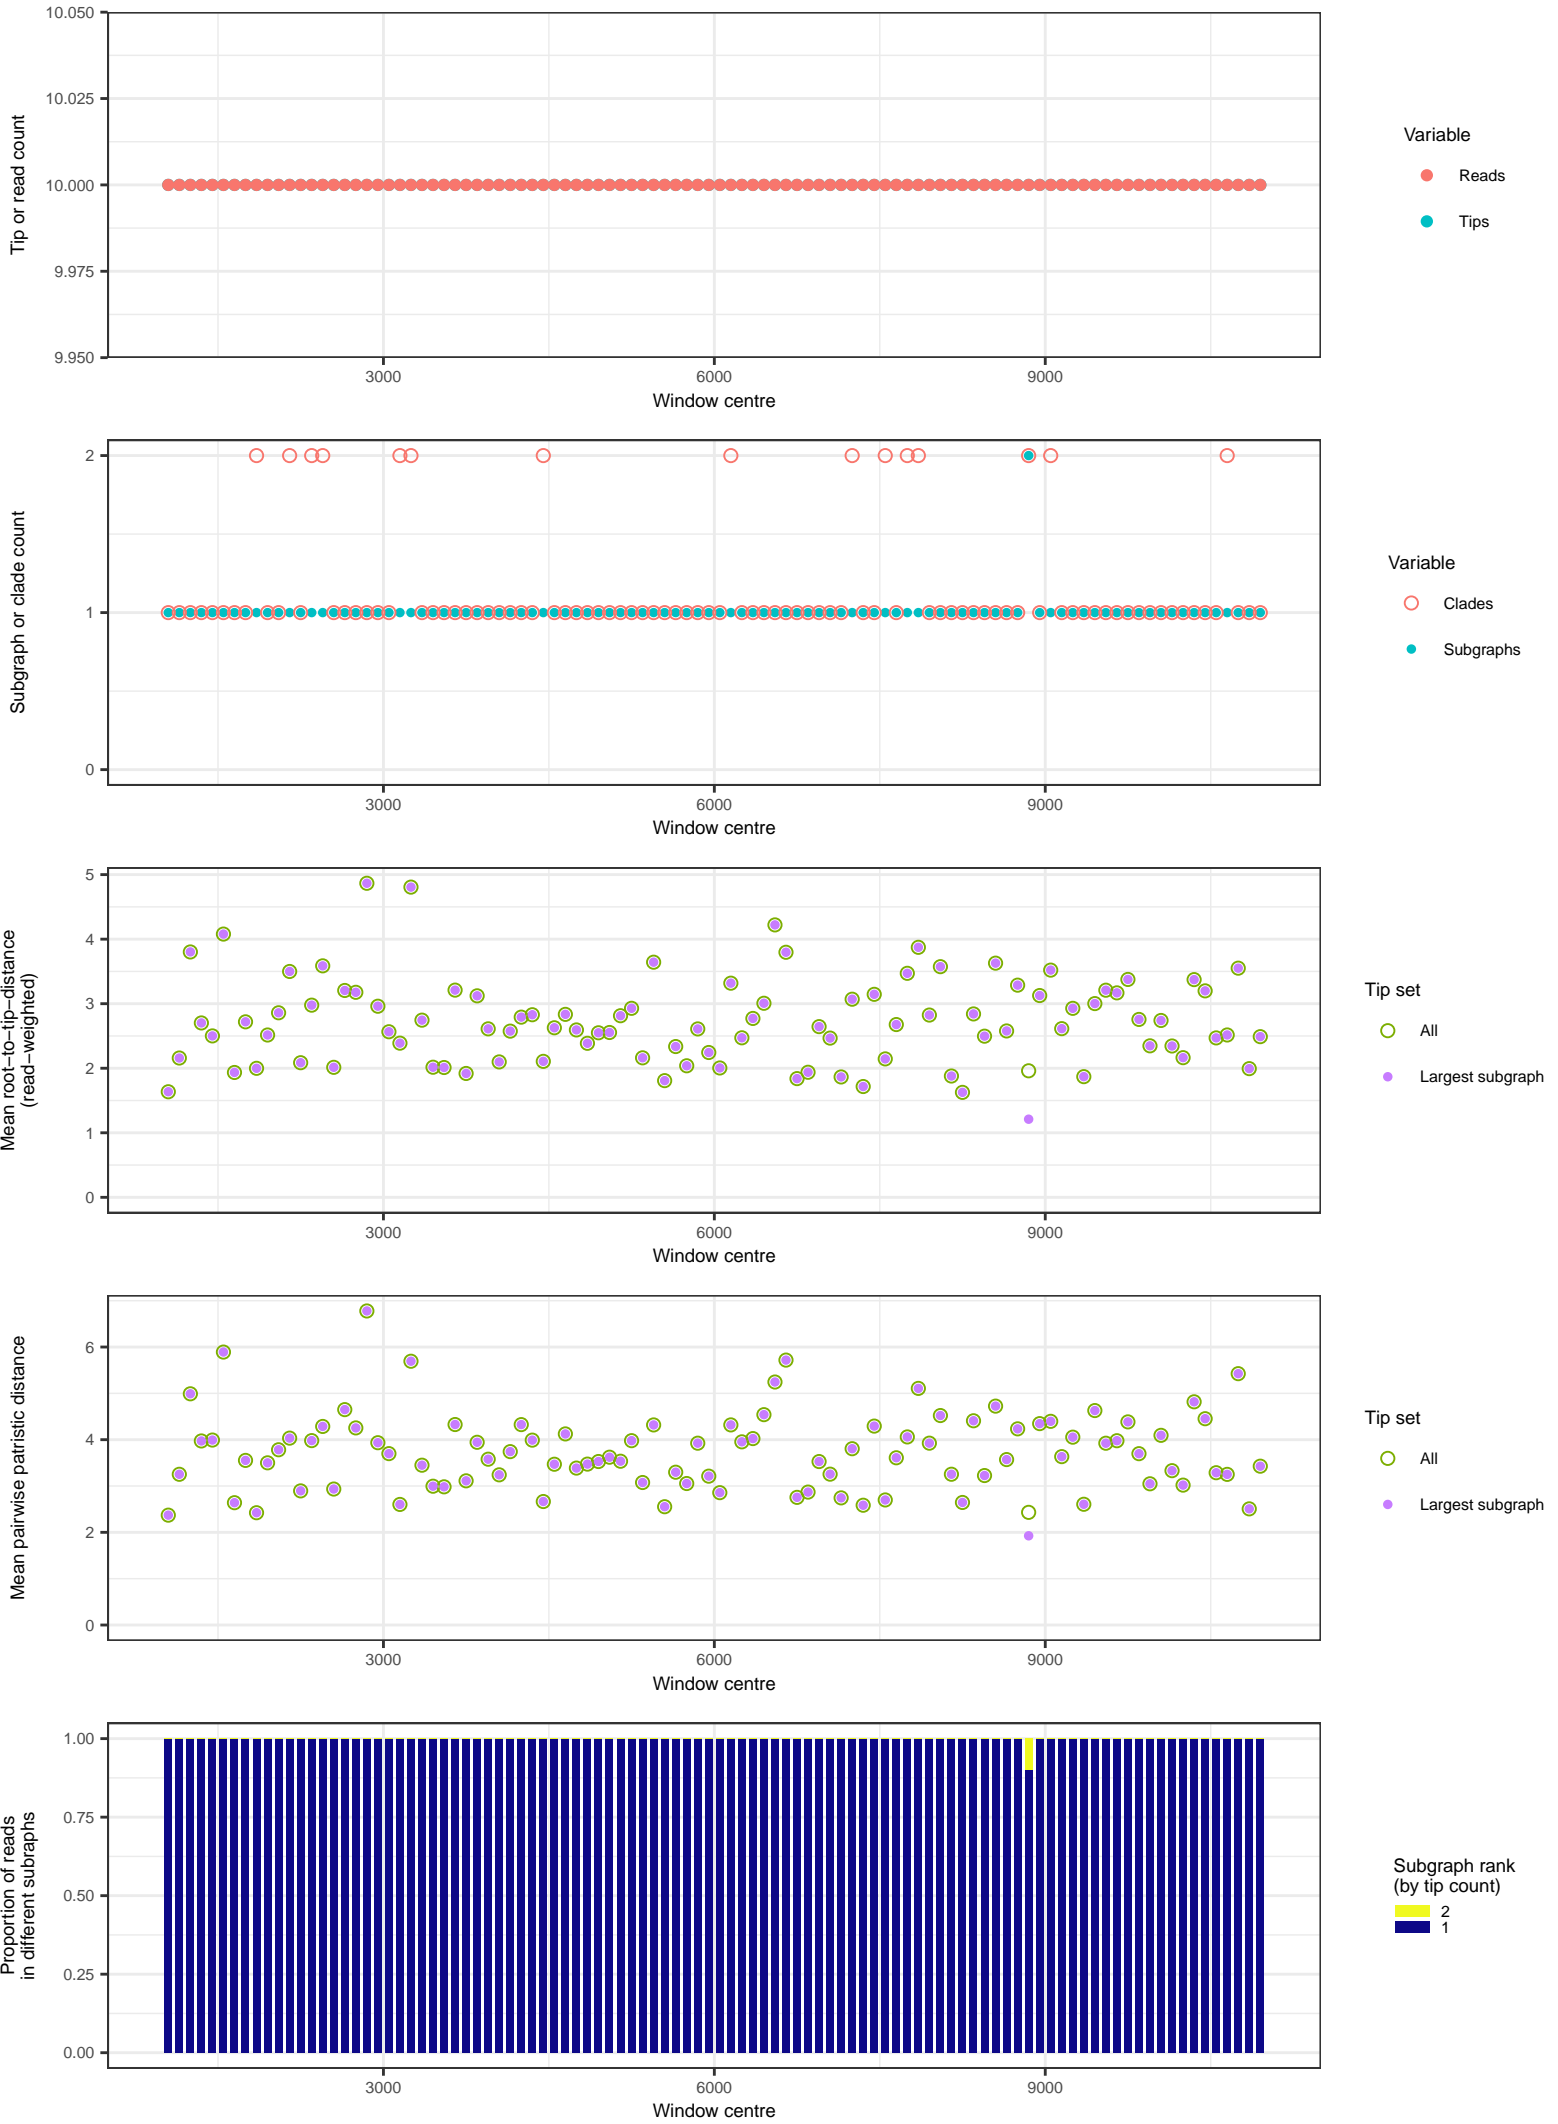 10.050
10.025
10.000
9.975
9.950
Tip or read count
3000 6000 9000
Window centre
Variable
Reads
Tips
2
1
0
Subgraph or clade count
3000 6000 9000
Window centre
Variable
Clades
Subgraphs
5
4
3
2
1
0
Mean root−to−tip−distance
(read−weighted)
3000 6000 9000
Window centre
Tip set
All
Largest subgraph
6
4
2
0
Mean pairwise patristic distance
3000 6000 9000
Window centre
Tip set
All
Largest subgraph
1.00
0.75
0.50
0.25
0.00
Proportion of reads
in different subraphs
3000 6000 9000
Window centre
Subgraph rank
(by tip count)
2
1